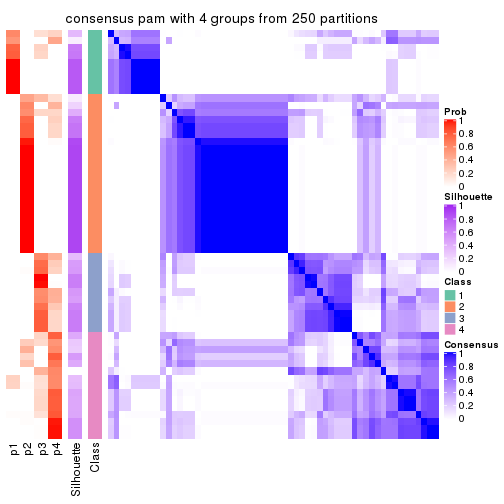 consensus pam with 4 groups from 250 partitions
Prob
1
0.8
0.6
0.4
0.2
0
Silhouette
1
0.8
0.6
0.4
0.2
0
Class
1
2
3
4
Consensus
1
0.8
0.6
0.4
0.2
0
p1
p2
p3
p4
Silhouette
Class